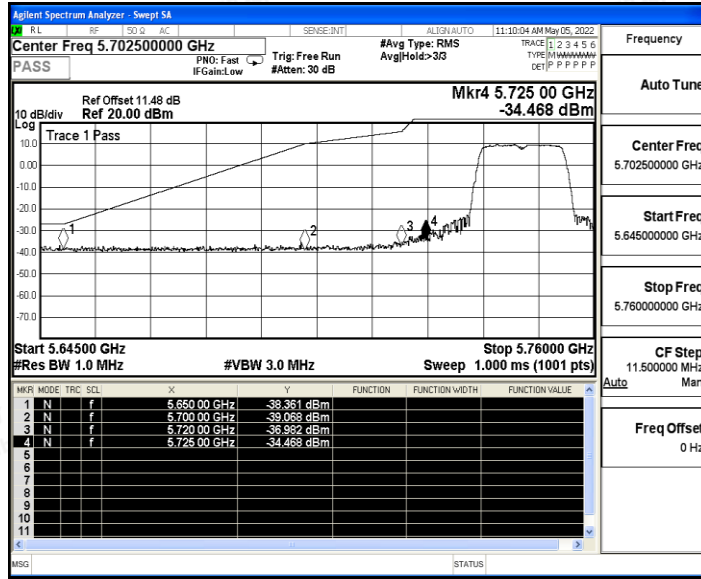 Agilent Spectrum Analyzer - Swept SA
RL RF 50 Ω AC SENSE:INT ALIGNAUTO 11:10:04 AM May 05, 2022
Center Freq 5.702500000 GHz #Avg Type: RMS TRACE 1 2 3 4 5 6
PASS PNO: Fast Trig: Free Run Avg|Hold:>3/3 TYPE M WWWWW
IFGain:Low #Atten: 30 dB DET P P P P P P
Mkr4 5.725 00 GHz
Ref Offset 11.48 dB
10 dB/div Ref 20.00 dBm -34.468 dBm
Log
Trace 1 Pass
10.0
0.00
-10.0
-20.0
-30.0
-40.0
-50.0
-60.0
-70.0
1
2
3
4
Start 5.64500 GHz Stop 5.76000 GHz
#Res BW 1.0 MHz #VBW 3.0 MHz Sweep 1.000 ms (1001 pts)
MKR MODE TRC SCL X Y FUNCTION FUNCTION WIDTH FUNCTION VALUE
1 N f 5.650 00 GHz -38.361 dBm
2 N f 5.700 00 GHz -39.068 dBm
3 N f 5.720 00 GHz -36.982 dBm
4 N f 5.725 00 GHz -34.468 dBm
5
6
7
8
9
10
11
MSG STATUS
Frequency
Auto Tune
Center Freq
5.702500000 GHz
Start Freq
5.645000000 GHz
Stop Freq
5.760000000 GHz
CF Step
11.500000 MHz
Auto Man
Freq Offset
0 Hz